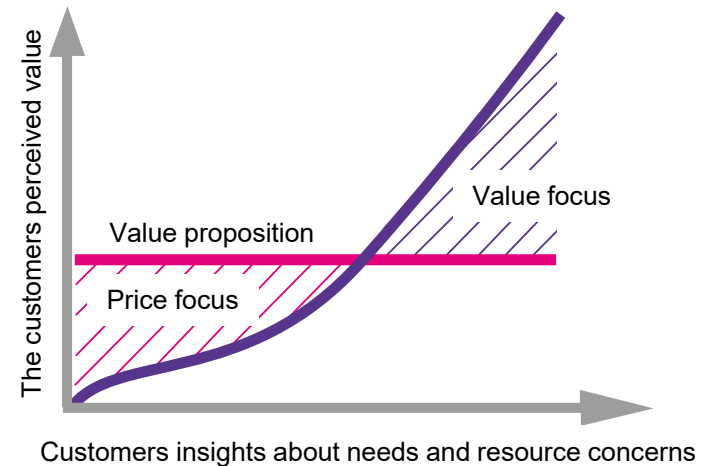 The customers perceived value
Value proposition
Value focus
Price focus
Customers insights about needs and resource concerns